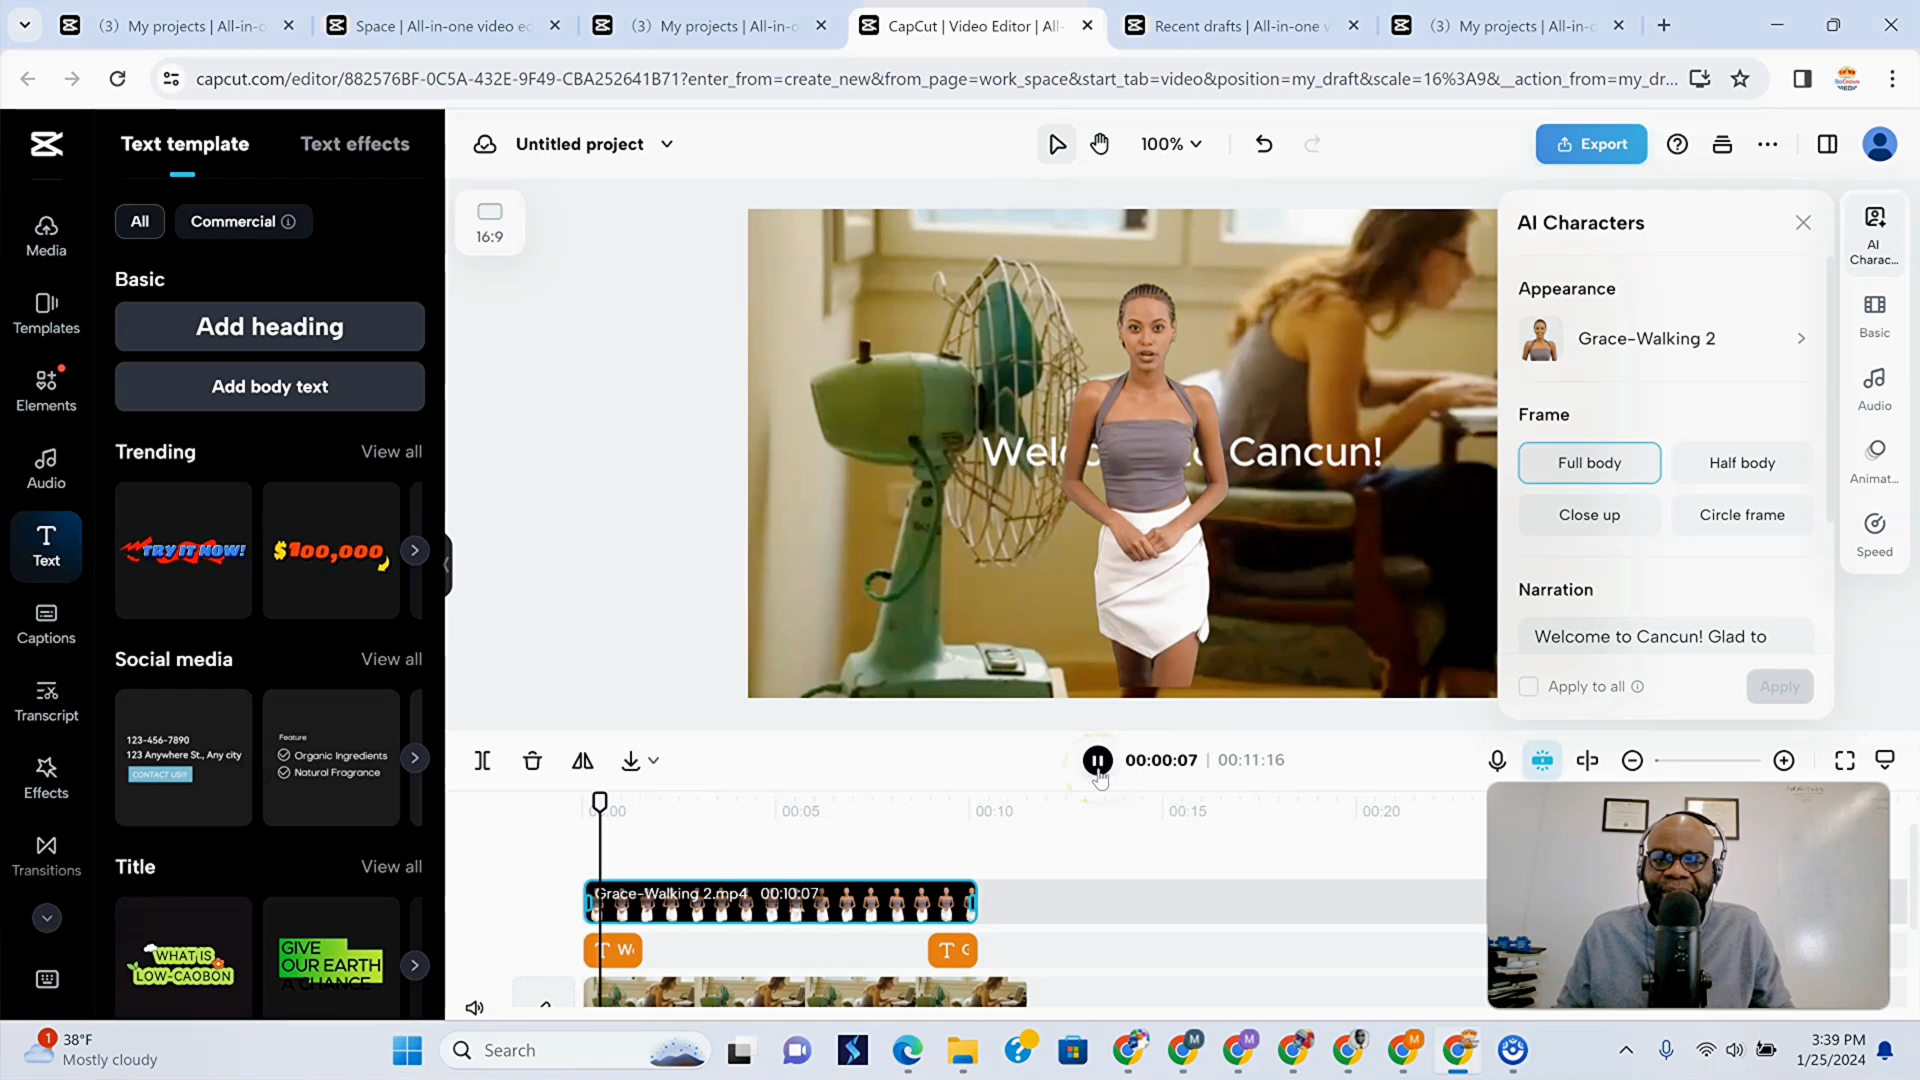 (3) My projects | All-in-o
Space | All-in-one video ed
(3) My projects | All-in-o
CapCut | Video Editor | All-
Recent drafts | All-in-one v
(3) My projects | All-in-o
capcut.com/editor/882576BF-0C5A-432E-9F49-CBA252641B71?enter_from=create_new&from_page=work_space&start_tab=video&position=my_draft&scale=16%3A9&__action_from=my_dr...
Text template
Text effects
Untitled project
100%
Export
All
Commercial
16:9
AI Characters
AI
Charac...
Media
Basic
Appearance
Templates
Add heading
Grace-Walking 2
Basic
Elements
Add body text
Frame
Audio
Trending
View all
Welco
to Cancun!
Full body
Half body
Audio
Animat...
Close up
Circle frame
Text
TRY IT NOW!
$100,000
Speed
Narration
Captions
Welcome to Cancun! Glad to
Social media
View all
Apply to all
Apply
Transcript
123-456-7890
123 Anywhere St., Any city
CONTACT US!!!
Feature
Organic Ingredients
Natural Fragrance
00:00:07 | 00:11:16
Effects
:00
00:05
00:10
00:15
00:20
Title
View all
Transitions
Grace-Walking 2.mp4 00:10:07
WHAT IS
LOW-CAOBON
GIVE
OUR EARTH
A CHANCE
T W
T G
1
38°F
Mostly cloudy
Search
M
M
M
3:39 PM
1/25/2024